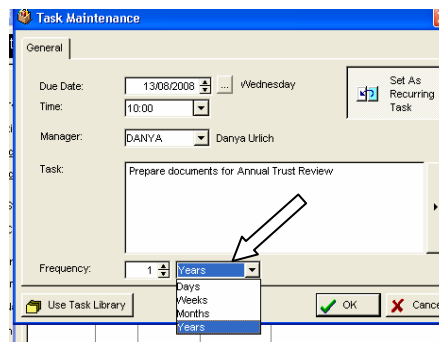 Task Maintenance
General
Due Date: 13/08/2008 ... Wednesday
Set As
Recurring
Task
Time: 10:00
Manager: DANYA Danya Urlich
Task: Prepare documents for Annual Trust Review
Frequency: 1 Years
Days
Weeks
Months
Years
Use Task Library OK Cance